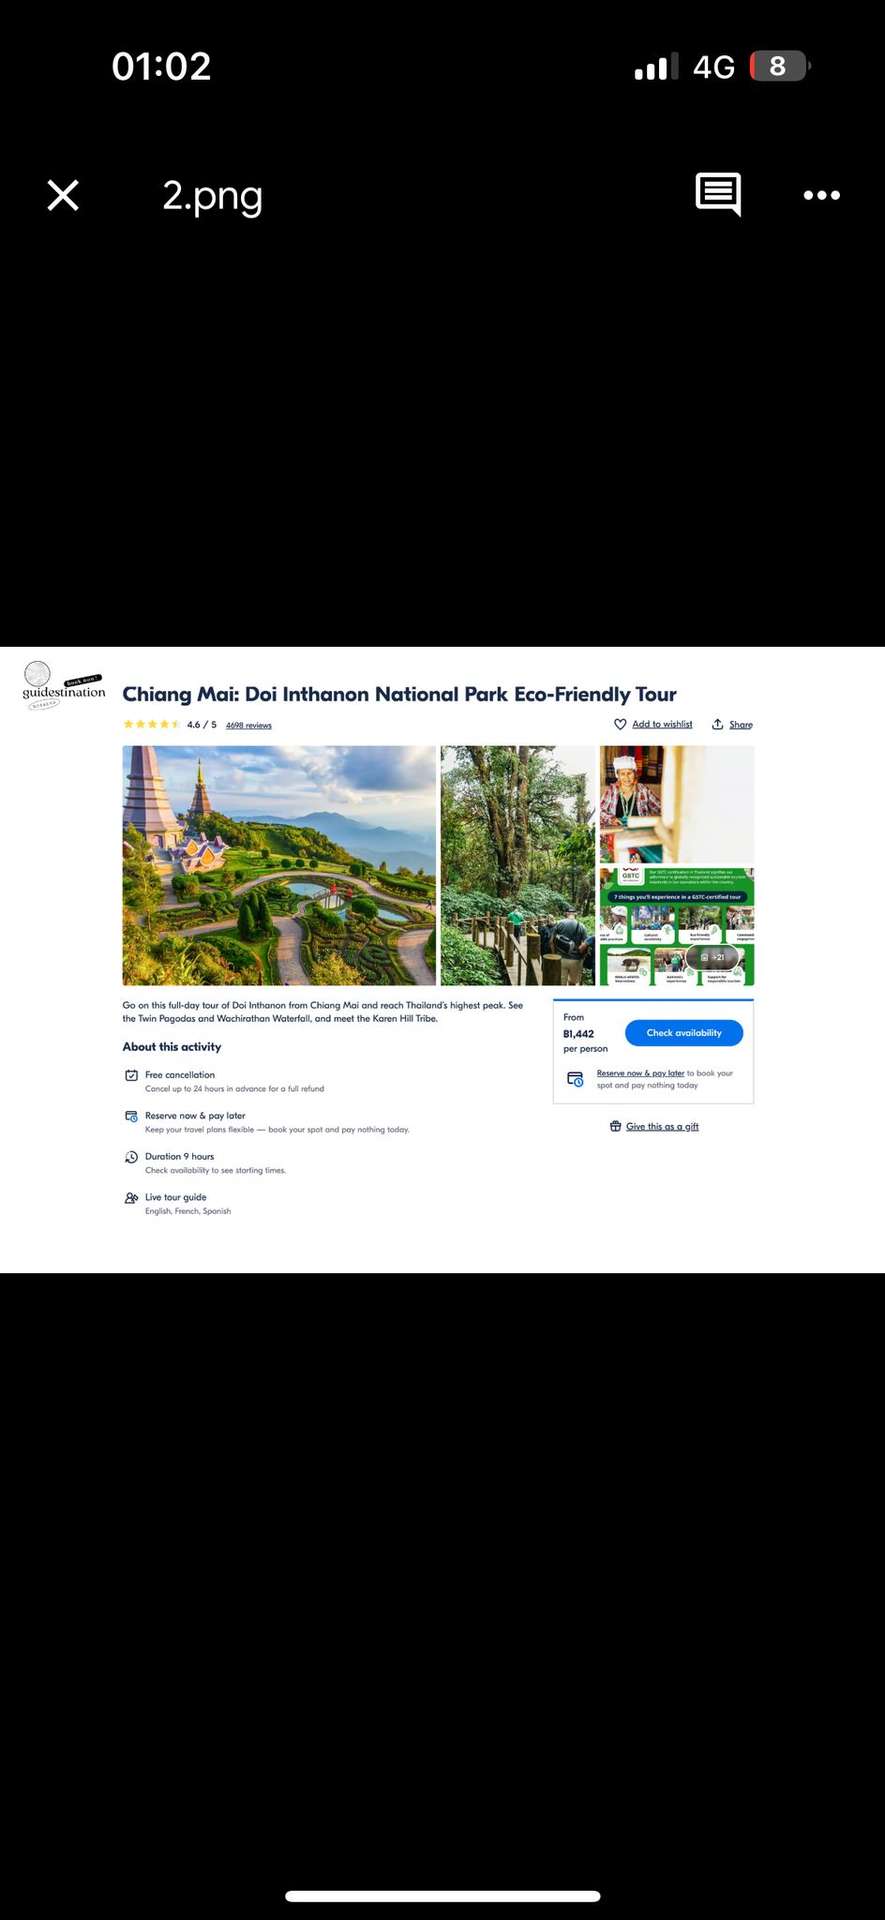 01:02
4G
8
2.png
book now!
guidestination
Chiang Mai: Doi Inthanon National Park Eco-Friendly Tour
4.6 / 5
4698 reviews
Add to wishlist
Share
GSTC
7 things you'll experience in a GSTC-certified tour
+21
Go on this full-day tour of Doi Inthanon from Chiang Mai and reach Thailand's highest peak. See
the Twin Pagodas and Wachirathan Waterfall, and meet the Karen Hill Tribe.
About this activity
Free cancellation
Cancel up to 24 hours in advance for a full refund
Reserve now & pay later
Keep your travel plans flexible — book your spot and pay nothing today.
Duration 9 hours
Check availability to see starting times.
Live tour guide
English, French, Spanish
From
฿1,442
per person
Check availability
Reserve now & pay later to book your
spot and pay nothing today
Give this as a gift